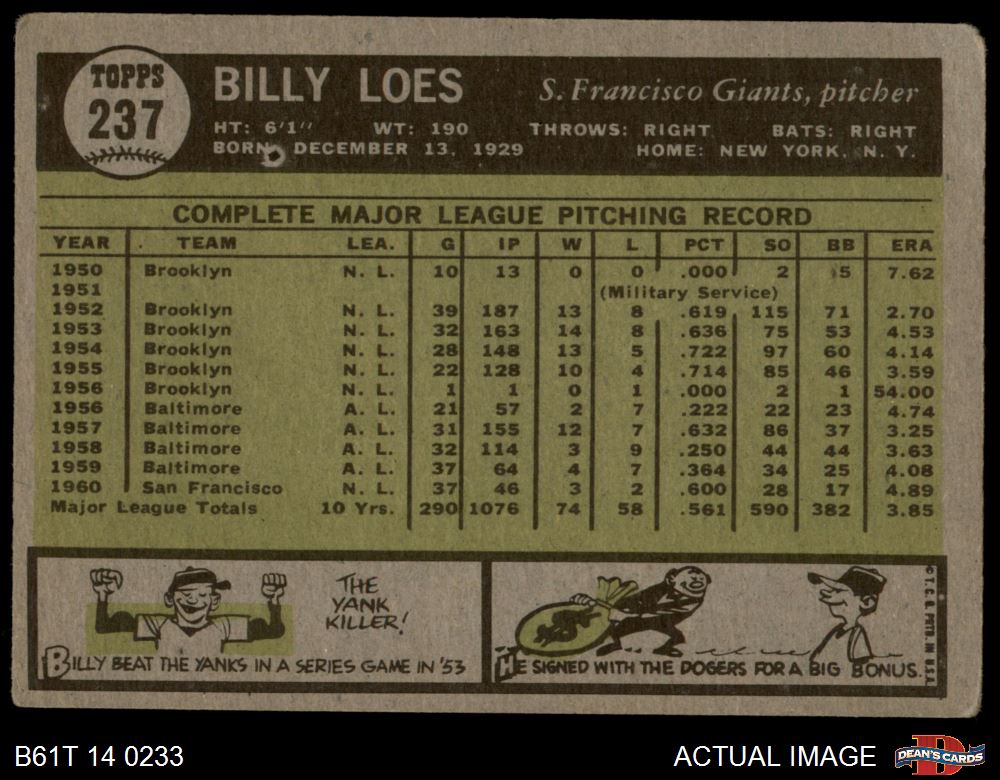 TOPPS
237
BILLY LOES S. Francisco Giants, pitcher
HT: 6'1" WT: 190 THROWS: RIGHT BATS: RIGHT
BORN DECEMBER 13, 1929 HOME: NEW YORK, N. Y.
COMPLETE MAJOR LEAGUE PITCHING RECORD
YEAR TEAM LEA. G IP W L PCT SO BB ERA
1950 Brooklyn N. L. 10 13 0 0 .000 2 5 7.62
1951 (Military Service)
1952 Brooklyn N. L. 39 187 13 8 .619 115 71 2.70
1953 Brooklyn N. L. 32 163 14 8 .636 75 53 4.53
1954 Brooklyn N. L. 28 148 13 5 .722 97 60 4.14
1955 Brooklyn N. L. 22 128 10 4 .714 85 46 3.59
1956 Brooklyn N. L. 1 1 0 1 .000 2 1 54.00
1956 Baltimore A. L. 21 57 2 7 .222 22 23 4.74
1957 Baltimore A. L. 31 155 12 7 .632 86 37 3.25
1958 Baltimore A. L. 32 114 3 9 .250 44 44 3.63
1959 Baltimore A. L. 37 64 4 7 .364 34 25 4.08
1960 San Francisco N. L. 37 46 3 2 .600 28 17 4.89
Major League Totals 10 Yrs. 290 1076 74 58 .561 590 382 3.85
THE
YANK
KILLER!
BILLY BEAT THE YANKS IN A SERIES GAME IN '53
$$$
HE SIGNED WITH THE DOGERS FOR A BIG BONUS.
© T. C. G. PRTD. IN U.S.A.
B61T 14 0233 ACTUAL IMAGE
D
DEAN'S CARDS